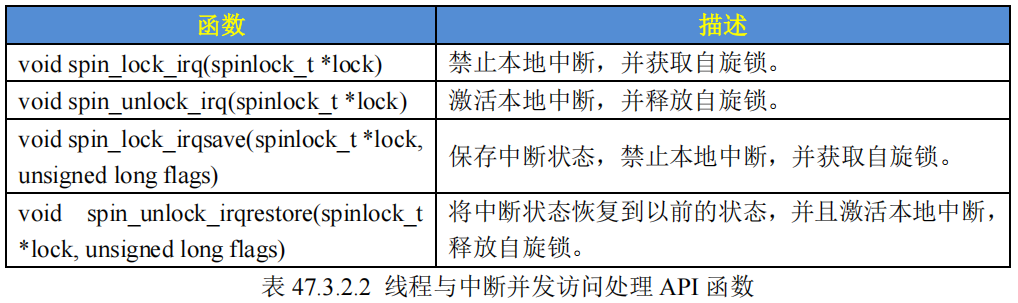 函数 描述
void spin_lock_irq(spinlock_t *lock) 禁止本地中断，并获取自旋锁。
void spin_unlock_irq(spinlock_t *lock) 激活本地中断，并释放自旋锁。
void spin_lock_irqsave(spinlock_t *lock,
unsigned long flags)
保存中断状态，禁止本地中断，并获取自旋锁。
void spin_unlock_irqrestore(spinlock_t
*lock, unsigned long flags)
将中断状态恢复到以前的状态，并且激活本地中断，
释放自旋锁。
表 47.3.2.2 线程与中断并发访问处理 API 函数